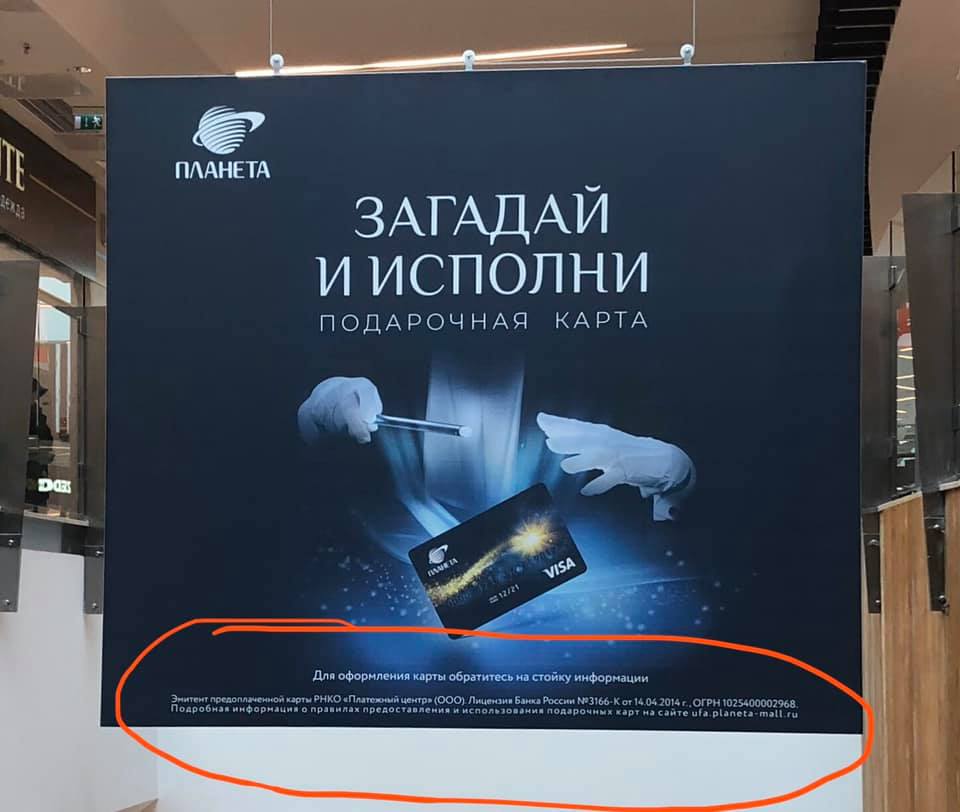 ПЛАНЕТА
ЗАГАДАЙ
И ИСПОЛНИ
ПОДАРОЧНАЯ КАРТА
ПЛАНЕТА
VISA
12/21
Для оформления карты обратитесь на стойку информации
Эмитент предоплаченной карты РНКО «Платежный центр» (ООО). Лицензия Банка России №3166-К от 14.04.2014 г., ОГРН 1025400002968.
Подробная информация о правилах предоставления и использования подарочных карт на сайте ufa.planeta-mall.ru